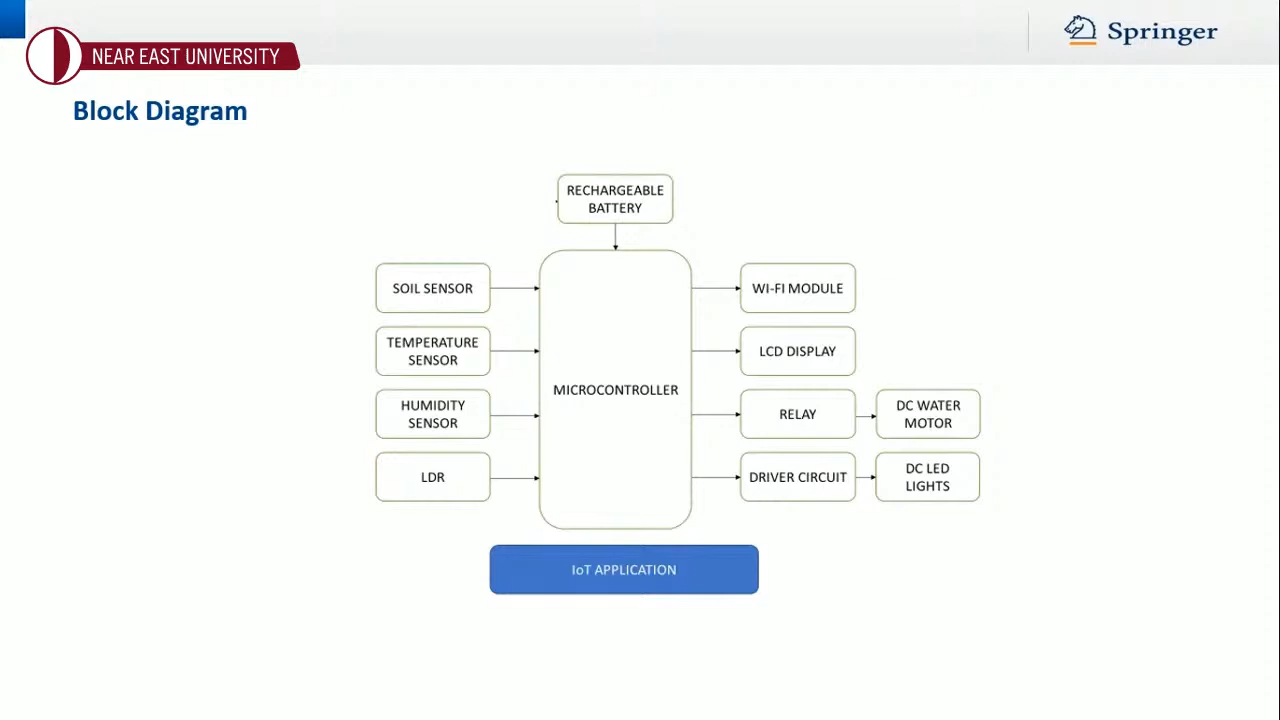 NEAR EAST UNIVERSITY
Springer
Block Diagram
RECHARGEABLE
BATTERY
SOIL SENSOR
TEMPERATURE
SENSOR
HUMIDITY
SENSOR
LDR
MICROCONTROLLER
WI-FI MODULE
LCD DISPLAY
RELAY
DC WATER
MOTOR
DRIVER CIRCUIT
DC LED
LIGHTS
IoT APPLICATION